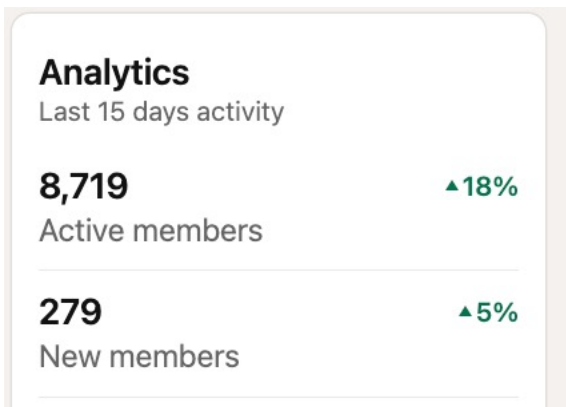 Analytics
Last 15 days activity
8,719 ▲18%
Active members
279 ▲5%
New members